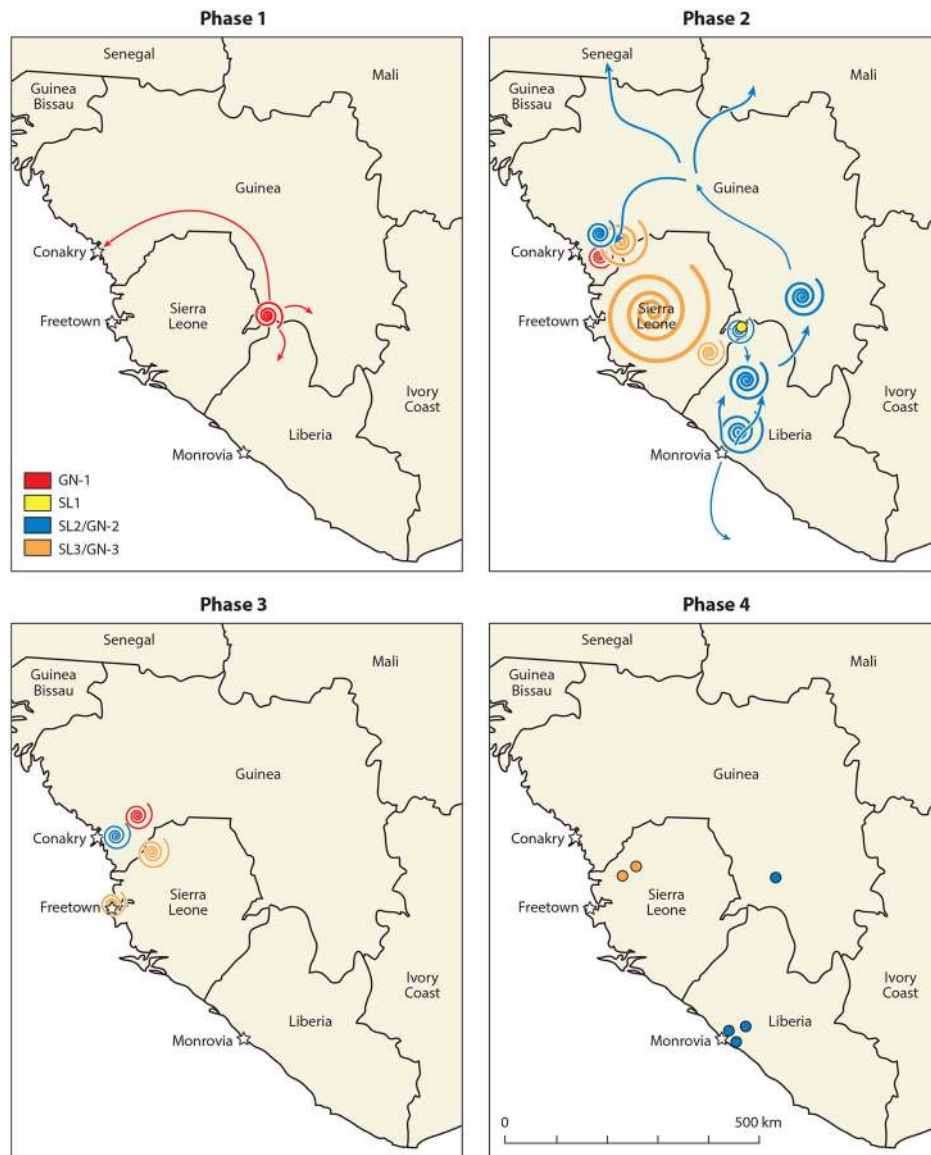 Phase 1
Senegal
Mali
Guinea
Bissau
Guinea
Conakry
Sierra
Leone
Freetown
Ivory
Coast
Liberia
Monrovia
GN-1
SL1
SL2/GN-2
SL3/GN-3
Phase 2
Senegal
Mali
Guinea
Bissau
Guinea
Conakry
Sierra
Leone
Freetown
Ivory
Coast
Liberia
Monrovia
Phase 3
Senegal
Mali
Guinea
Bissau
Guinea
Conakry
Sierra
Leone
Freetown
Ivory
Coast
Liberia
Monrovia
Phase 4
Senegal
Mali
Guinea
Bissau
Guinea
Conakry
Sierra
Leone
Freetown
Ivory
Coast
Liberia
Monrovia
0
500 km